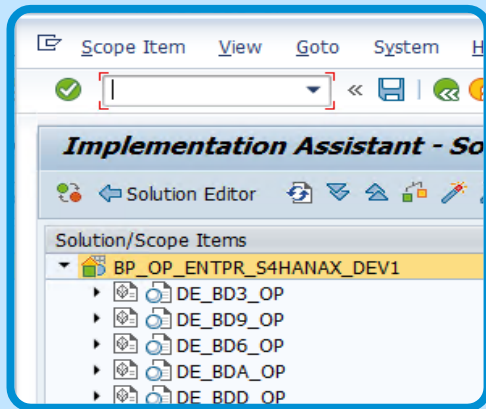 Scope Item View Goto System H
Implementation Assistant - So
Solution Editor
Solution/Scope Items
BP_OP_ENTPR_S4HANAX_DEV1
DE_BD3_OP
DE_BD9_OP
DE_BD6_OP
DE_BDA_OP
DE_BDD_OP